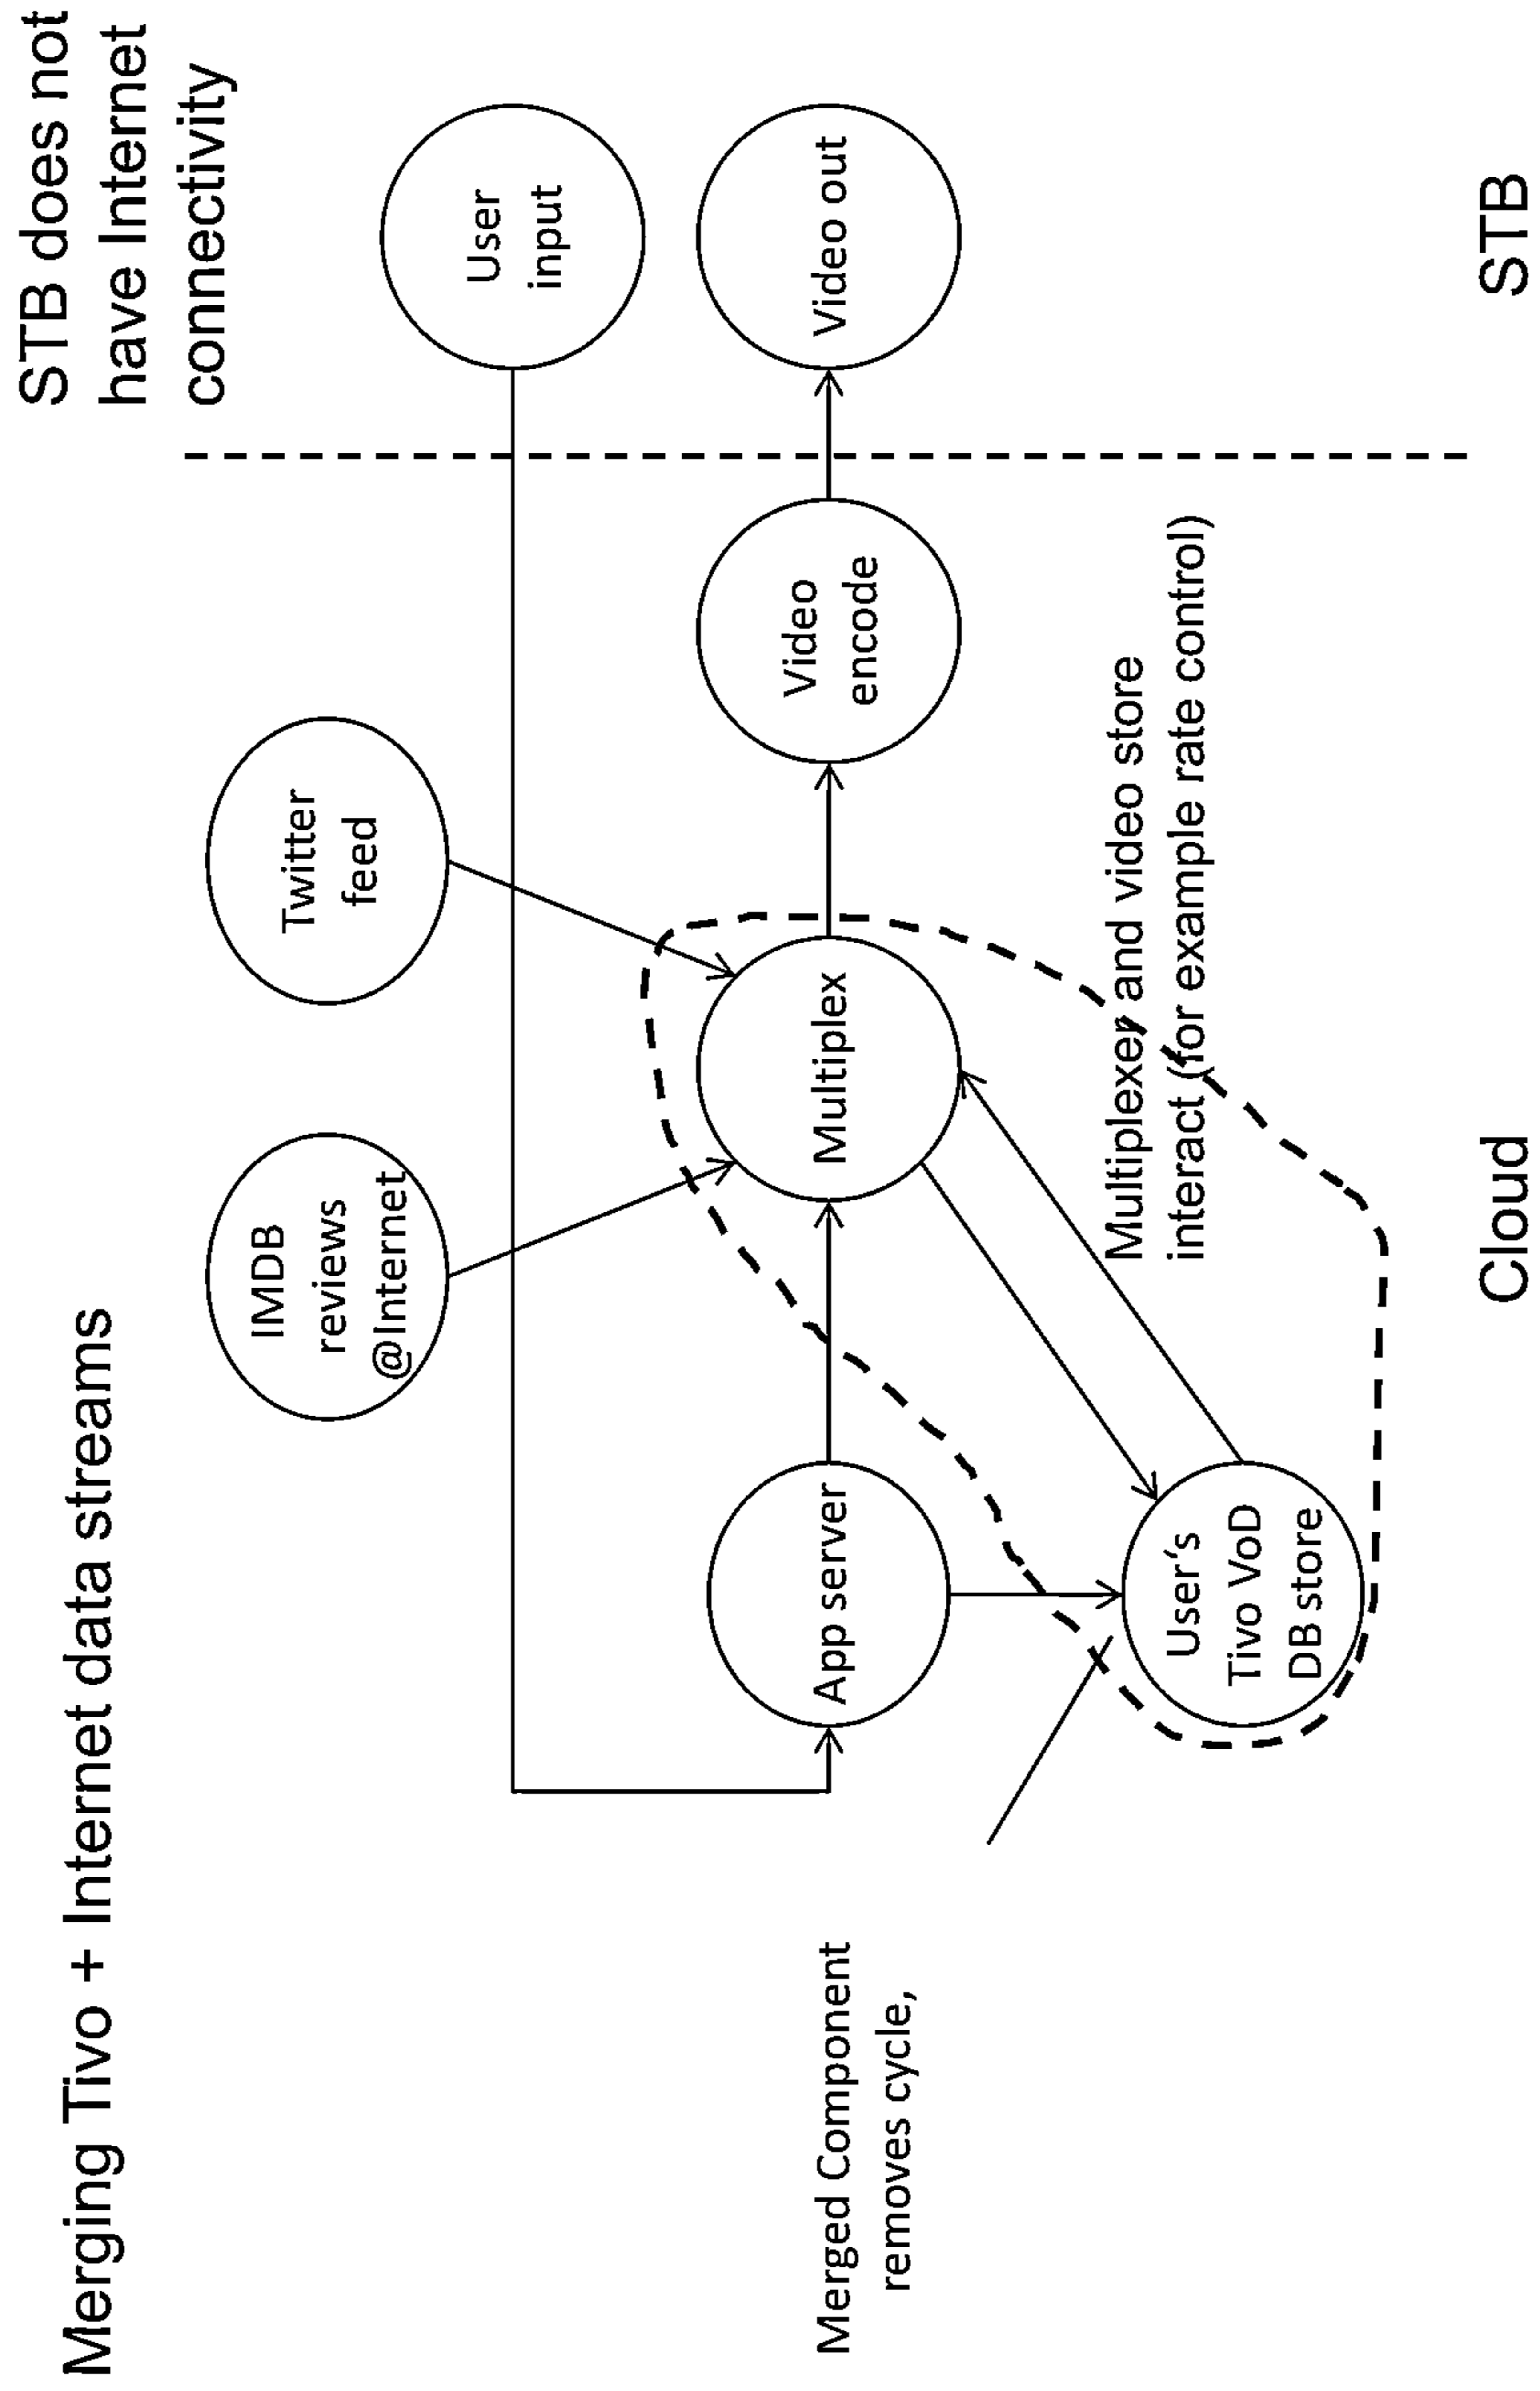 Merging Tivo + Internet data streams
STB does not
have Internet
connectivity
IMDB
reviews
@Internet
Twitter
feed
User
input
App server
Multiplex
Video
encode
Video out
Merged Component
removes cycle,
User's
Tivo VoD
DB store
Multiplexer and video store
interact (for example rate control)
Cloud
STB